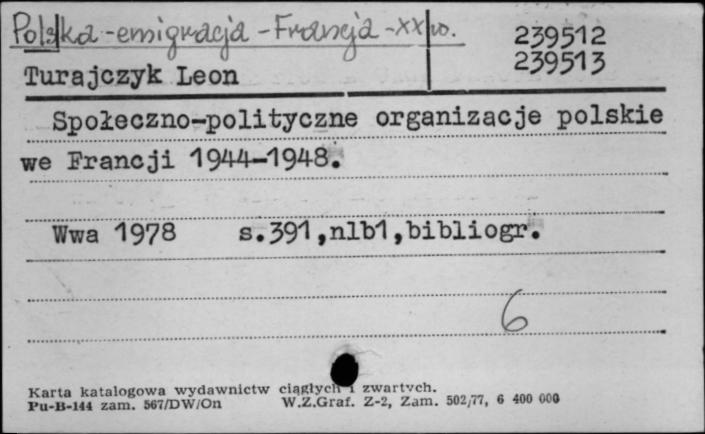 Polska - emigracja - Francja - XX w.
239512
Turajczyk Leon
239513
Społeczno-polityczne organizacje polskie
we Francji 1944-1948.
Wwa 1978 s.391,nlb1,bibliogr.
6
Karta katalogowa wydawnictw ciągłych i zwartych.
Pu-B-144 zam. 567/DW/On W.Z.Graf. Z-2, Zam. 502/77, 6 400 000